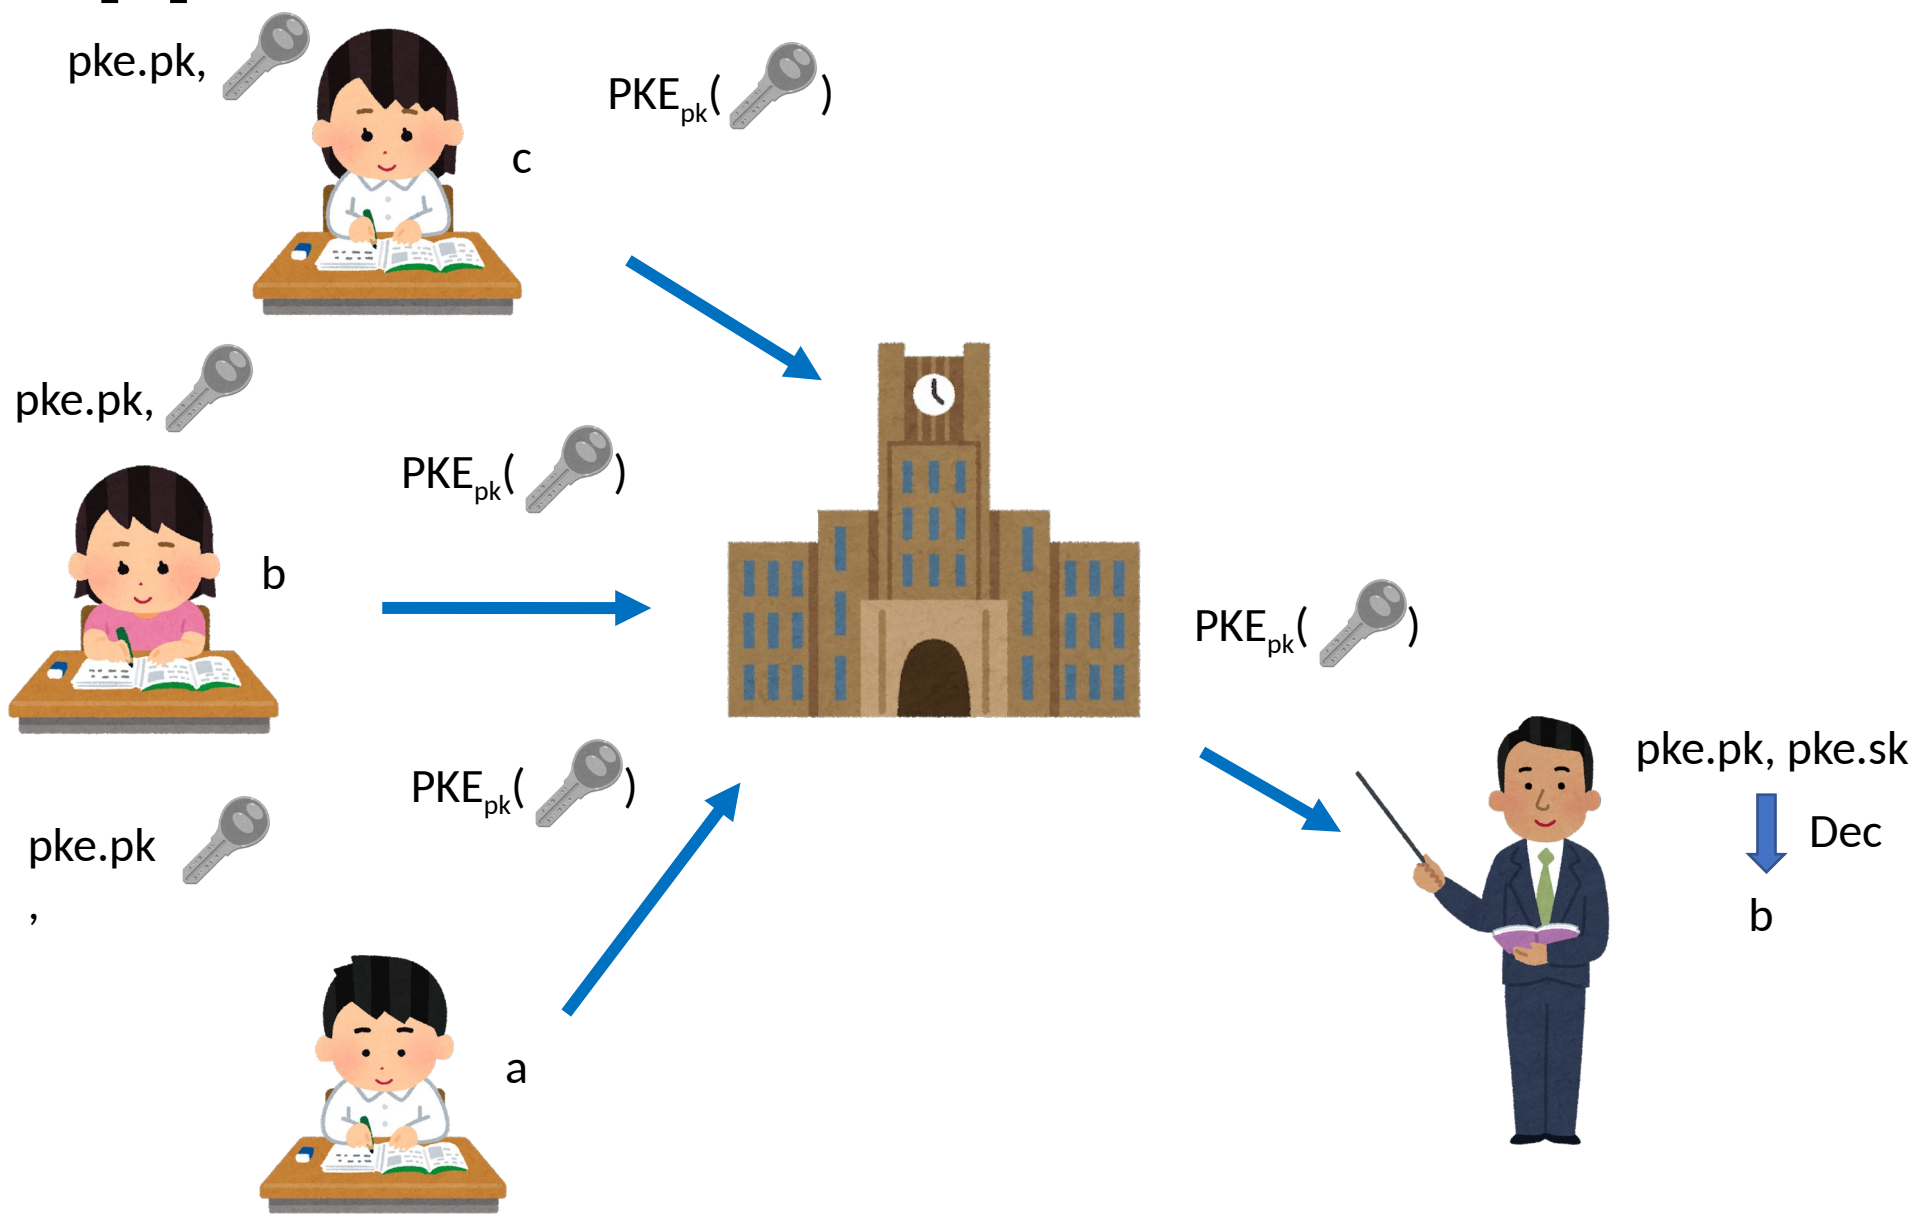 pke.pk,
PKEpk( )
c
pke.pk,
PKEpk( )
b
PKEpk( )
pke.pk, pke.sk
Dec
b
PKEpk( )
pke.pk
,
a